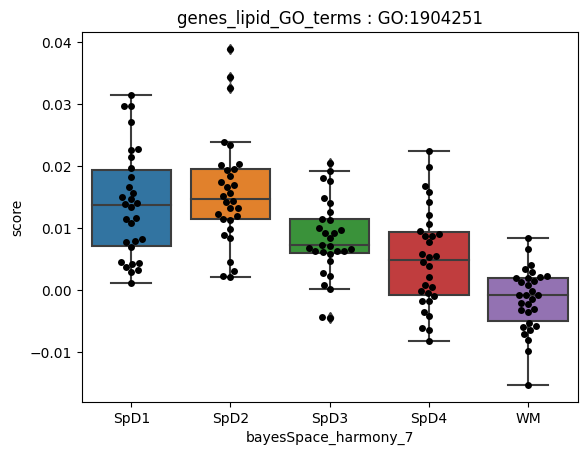 genes_lipid_GO_terms : GO:1904251
0.04
0.03
0.02
0.01
0.00
−0.01
score
SpD1 SpD2 SpD3 SpD4 WM
bayesSpace_harmony_7